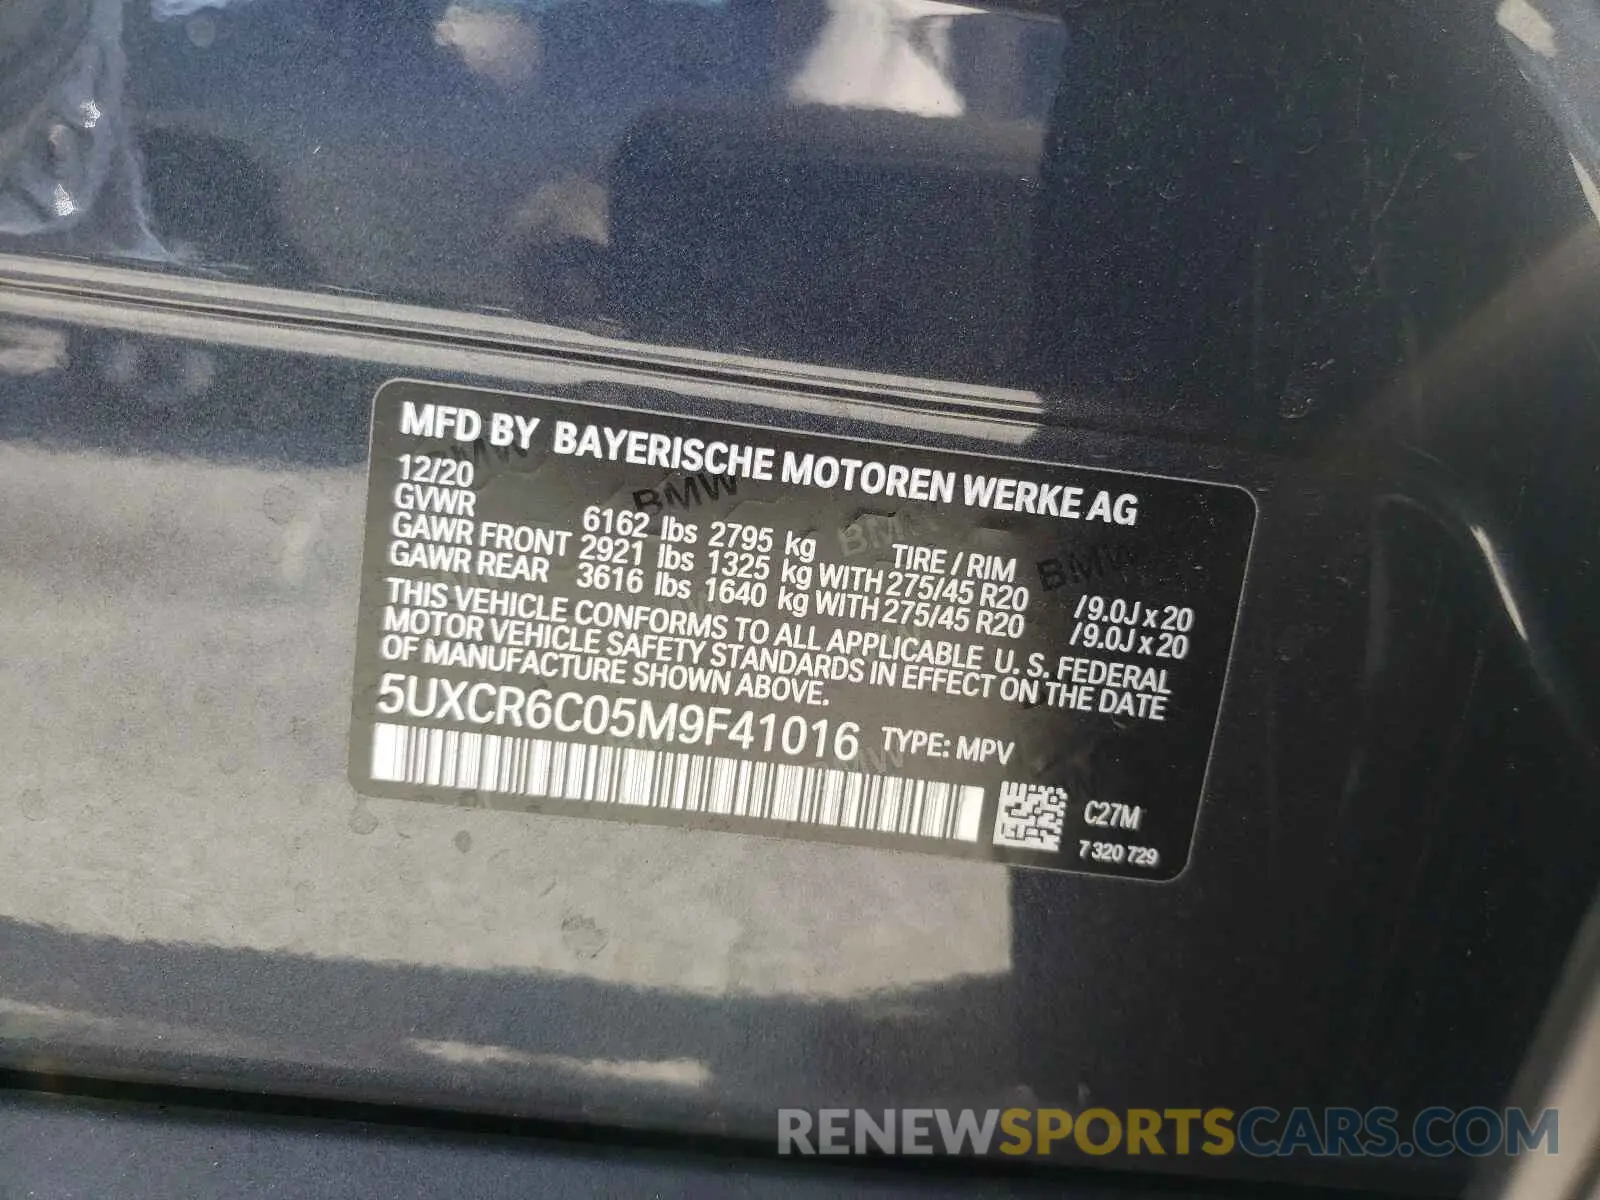 MFD BY BAYERISCHE MOTOREN WERKE AG
12/20
GVWR 6162 lbs 2795 kg TIRE / RIM
GAWR FRONT 2921 lbs 1325 kg WITH 275/45 R20 /9.0J x 20
GAWR REAR 3616 lbs 1640 kg WITH 275/45 R20 /9.0J x 20
THIS VEHICLE CONFORMS TO ALL APPLICABLE U. S. FEDERAL
MOTOR VEHICLE SAFETY STANDARDS IN EFFECT ON THE DATE
OF MANUFACTURE SHOWN ABOVE.
5UXCR6C05M9F41016 TYPE: MPV
C27M
7 320 729
RENEWSPORTSCARS.COM